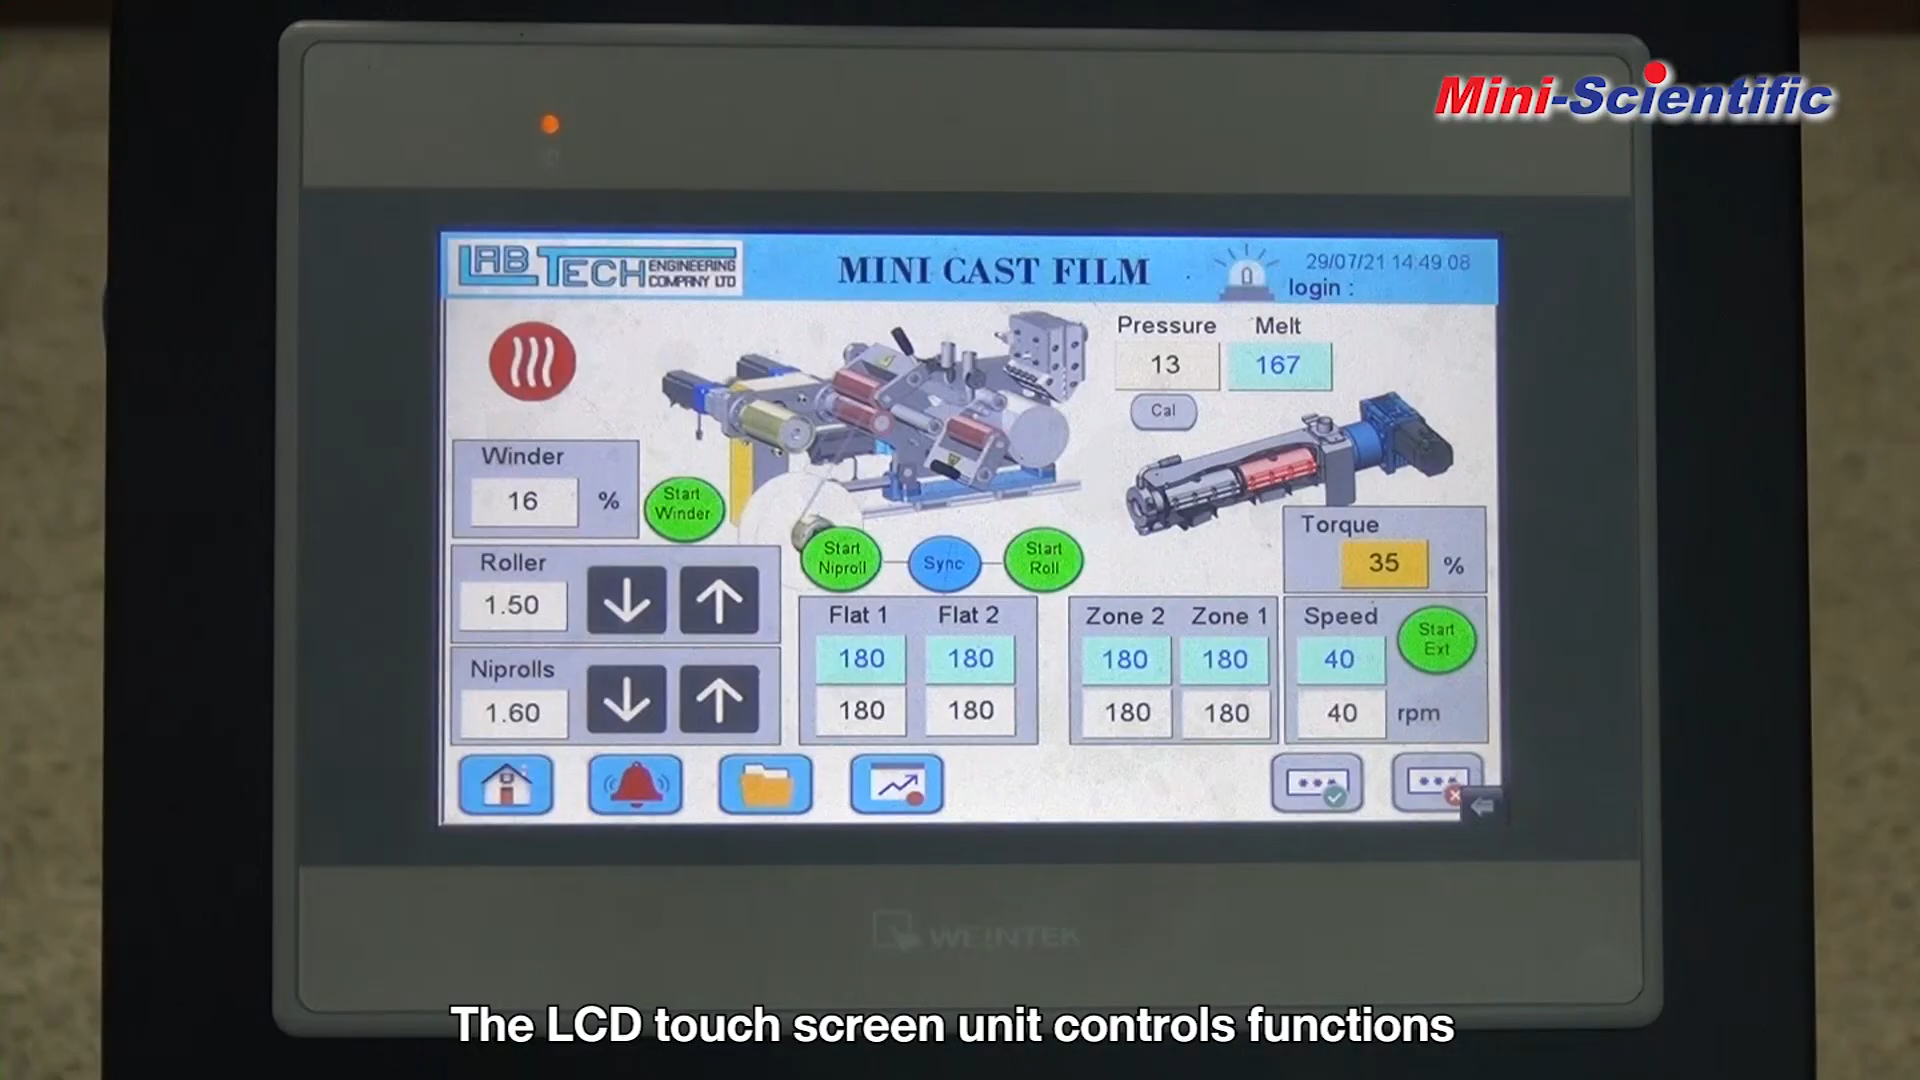 Mini-Scientific
LAB TECH ENGINEERING COMPANY LTD
MINI CAST FILM
29/07/21 14:49:08
login :
Pressure Melt
13 167
Cal
Winder
16 %
Start Winder
Roller
1.50
Niprolls
1.60
Start Niproll
Sync
Start Roll
Flat 1 Flat 2
180 180
180 180
Zone 2 Zone 1
180 180
180 180
Torque
35 %
Speed
40
40 rpm
Start Ext
***
***
WEINTEK
The LCD touch screen unit controls functions